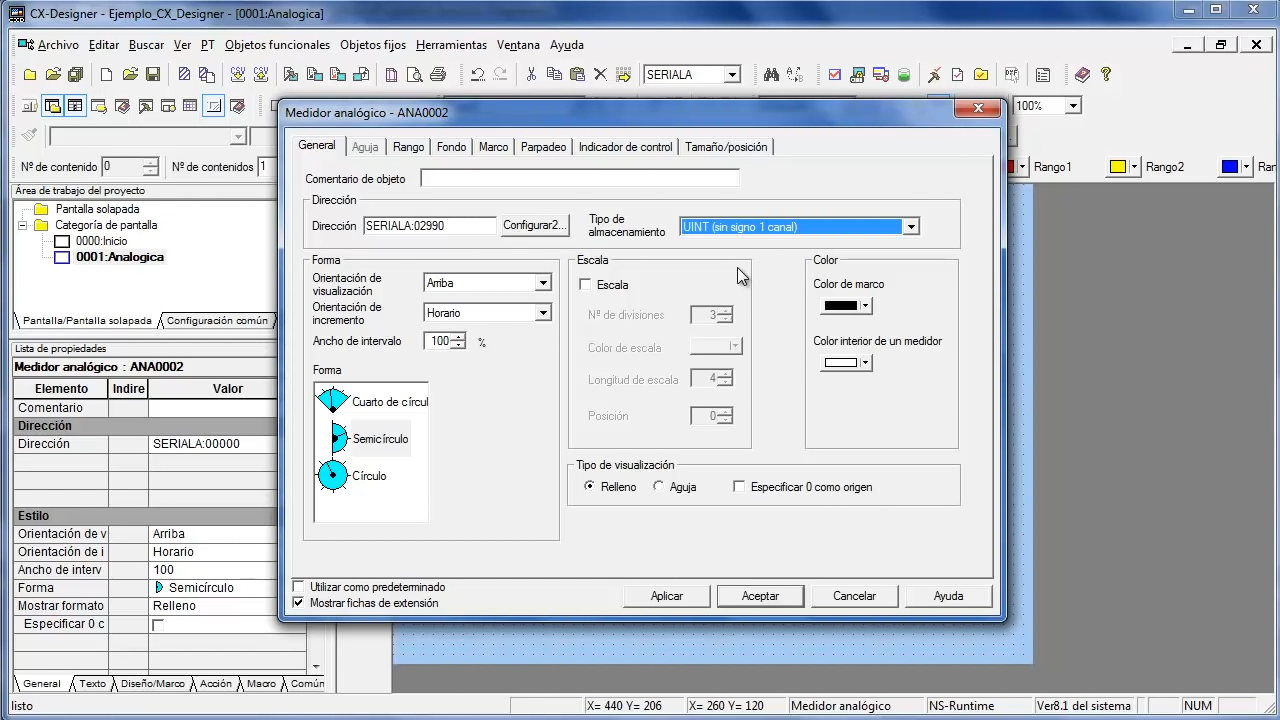 CX-Designer - Ejemplo_CX_Designer - [0001:Analogica]
Archivo Editar Buscar Ver PT Objetos funcionales Objetos fijos Herramientas Ventana Ayuda
SERIALA
100%
Nº de contenido 0 Nº de contenidos 1
Rango1 Rango2 Ran
Área de trabajo del proyecto
Pantalla solapada
Categoría de pantalla
0000:Inicio
0001:Analogica
Pantalla/Pantalla solapada Configuración común
Lista de propiedades
Medidor analógico : ANA0002
Elemento Indire Valor
Comentario
Dirección
Dirección SERIALA:00000
Estilo
Orientación de v Arriba
Orientación de i Horario
Ancho de interv 100
Forma Semicírculo
Mostrar formato Relleno
Especificar 0 c
General Texto Diseño/Marco Acción Macro Común
Medidor analógico - ANA0002
General Aguja Rango Fondo Marco Parpadeo Indicador de control Tamaño/posición
Comentario de objeto
Dirección
Dirección SERIALA:02990 Configurar2... Tipo de almacenamiento UINT (sin signo 1 canal)
Forma
Orientación de visualización Arriba
Orientación de incremento Horario
Ancho de intervalo 100 %
Forma
Cuarto de círcul
Semicírculo
Círculo
Escala
Escala
Nº de divisiones 3
Color de escala
Longitud de escala 4
Posición 0
Color
Color de marco
Color interior de un medidor
Tipo de visualización
Relleno Aguja Especificar 0 como origen
Utilizar como predeterminado
Mostrar fichas de extensión
Aplicar Aceptar Cancelar Ayuda
listo X= 440 Y= 206 X= 260 Y= 120 Medidor analógico NS-Runtime Ver8.1 del sistema NUM